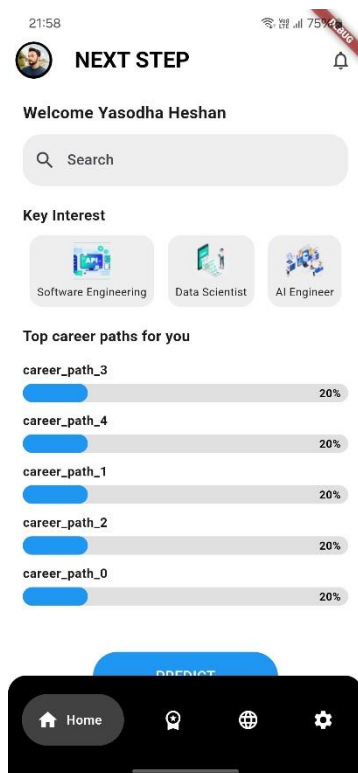 21:58 75%
DEBUG
NEXT STEP
Welcome Yasodha Heshan
Search
Key Interest
API
Software Engineering Data Scientist AI Engineer
Top career paths for you
career_path_3
20%
career_path_4
20%
career_path_1
20%
career_path_2
20%
career_path_0
20%
PREDICT
Home